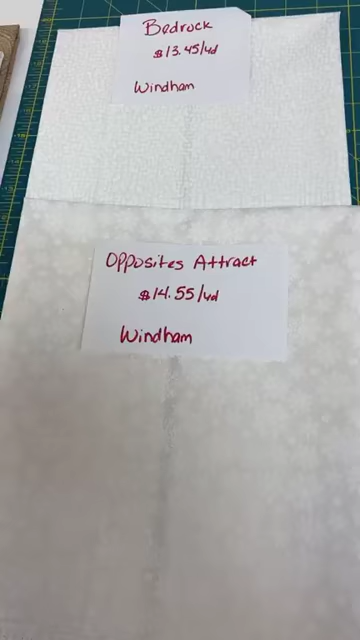 Bedrock
$13.45/yd
Windham
Opposites Attract
$14.55/yd
Windham